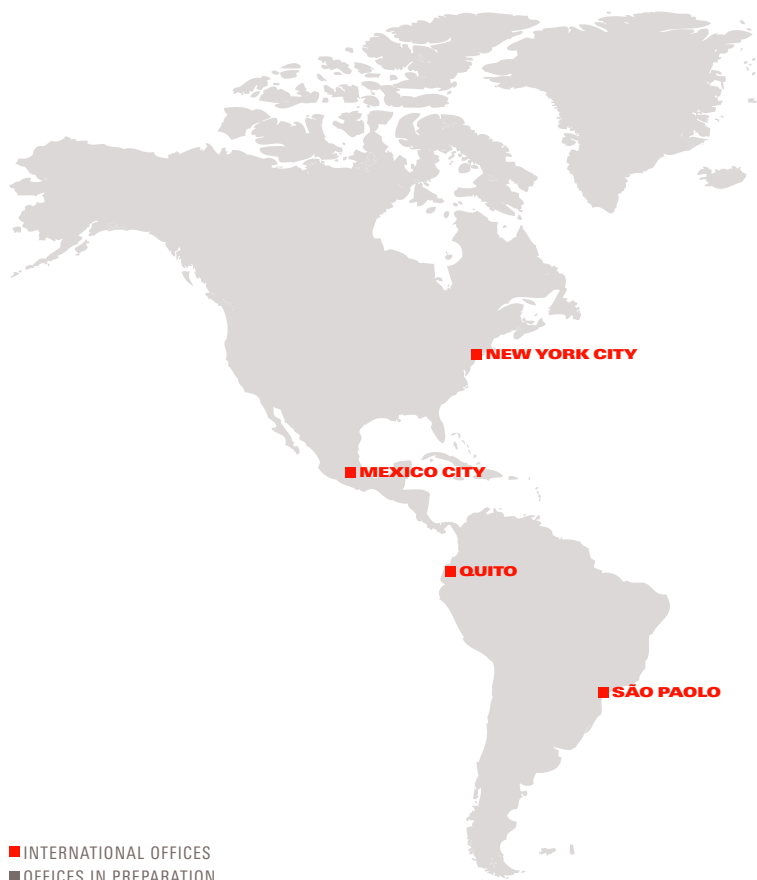 NEW YORK CITY
MEXICO CITY
QUITO
SÃO PAOLO
INTERNATIONAL OFFICES
OFFICES IN PREPARATION